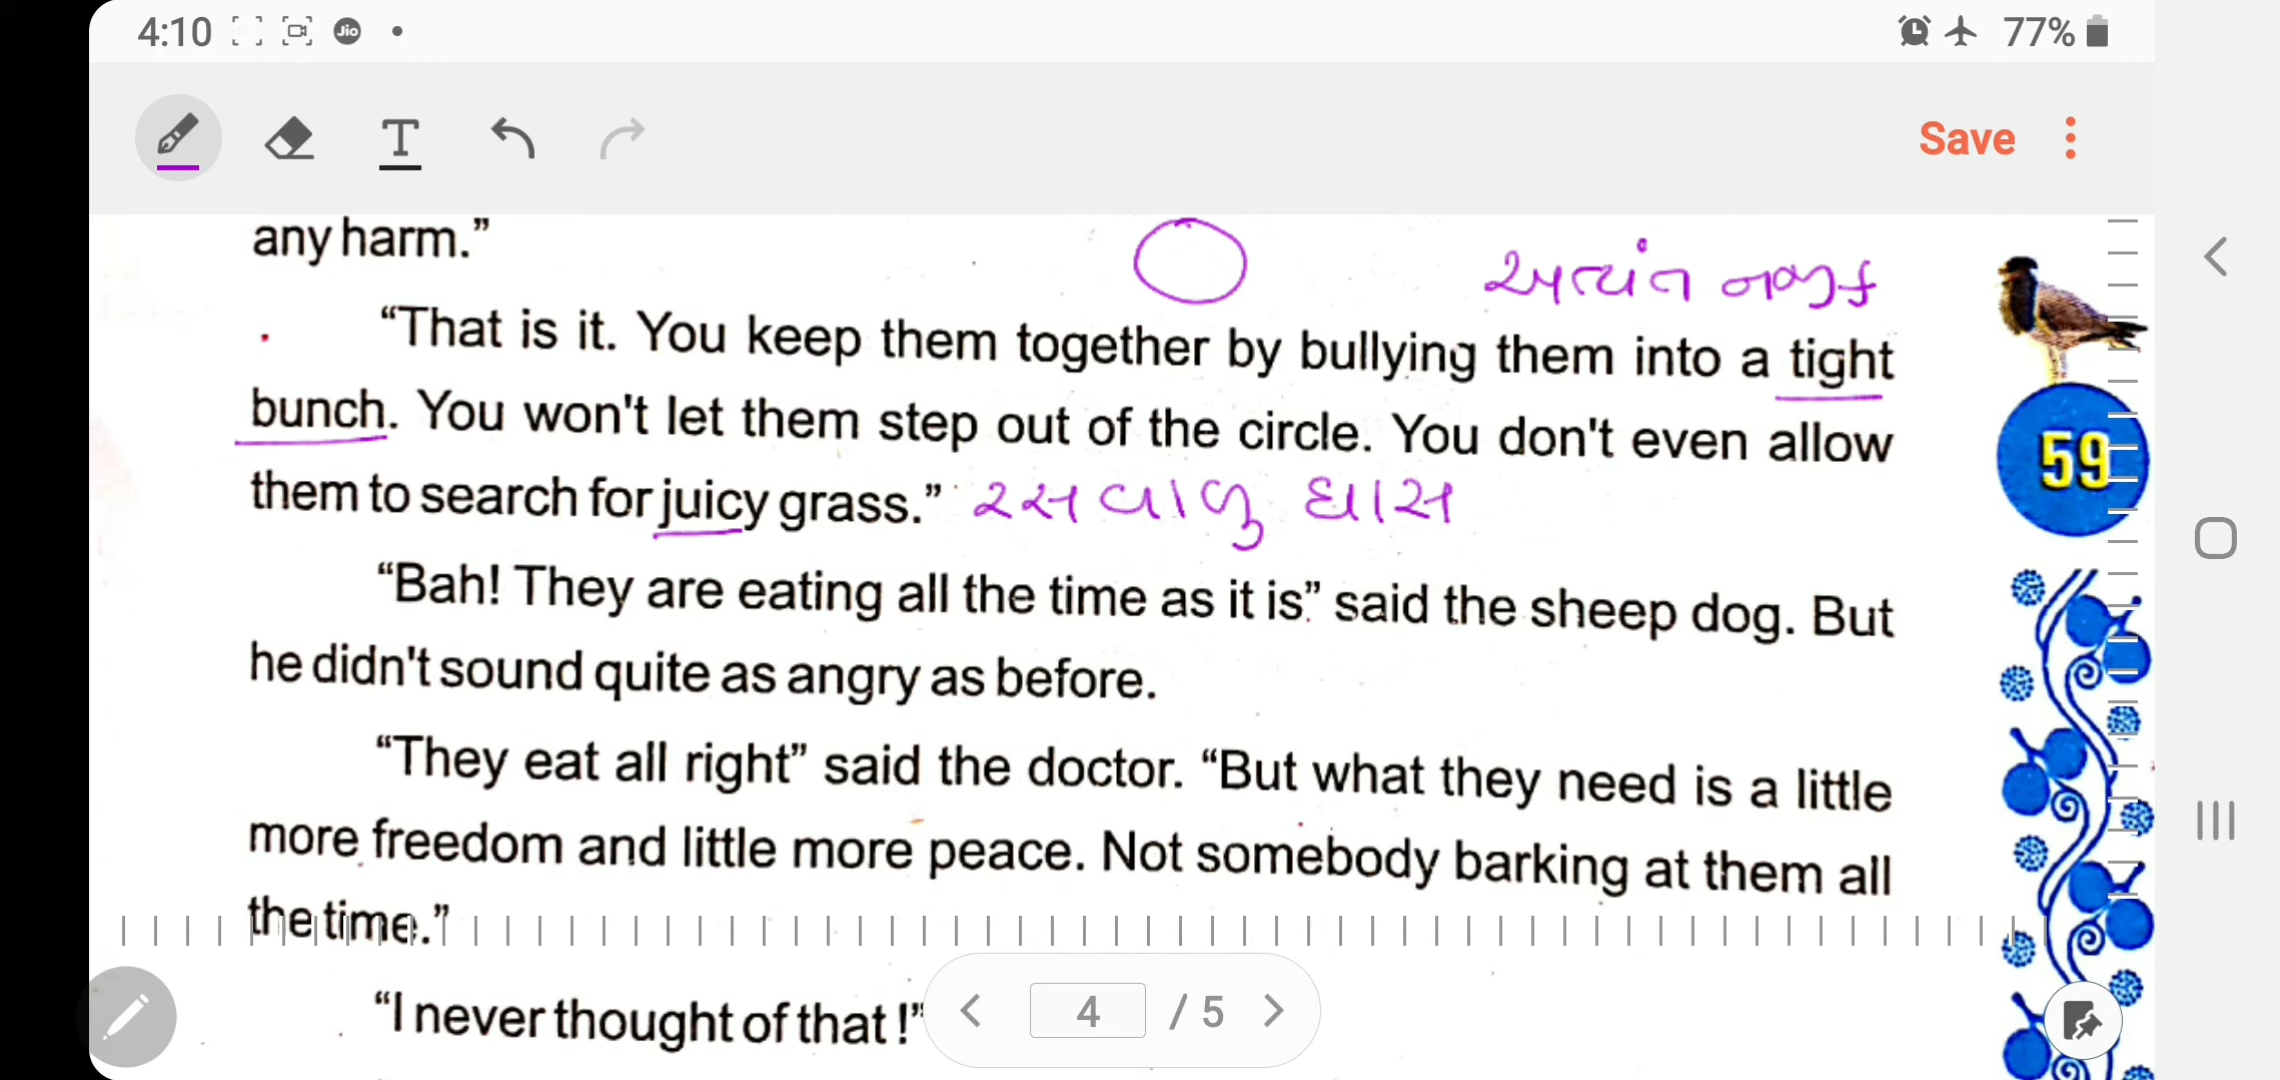 4:10 Jio 77%
T Save
any harm.”
અત્યંત નજીક
“That is it. You keep them together by bullying them into a tight
bunch. You won't let them step out of the circle. You don't even allow
them to search for juicy grass.” રસ વાળુ ઘાસ
59
“Bah! They are eating all the time as it is.” said the sheep dog. But
he didn't sound quite as angry as before.
“They eat all right” said the doctor. “But what they need is a little
more freedom and little more peace. Not somebody barking at them all
the time.”
“I never thought of that !”
4 / 5